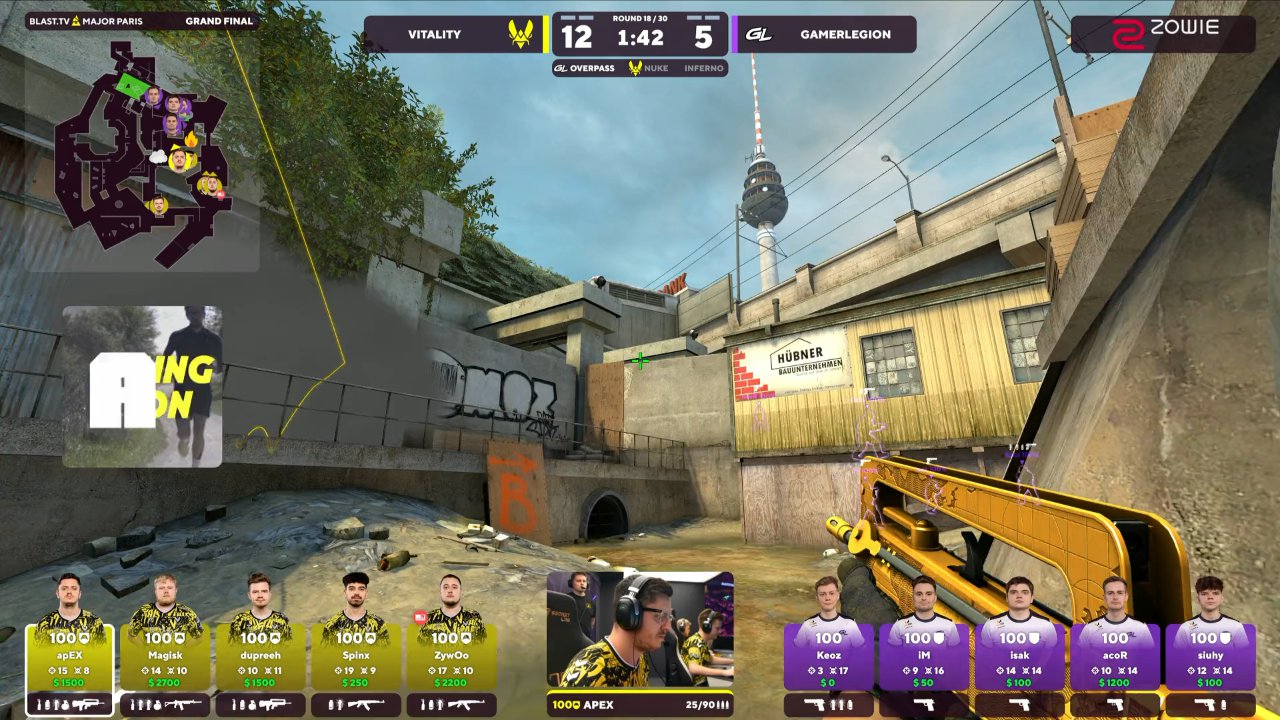 BLAST.TV MAJOR PARIS GRAND FINAL
VITALITY
12
ROUND 18 / 30
1:42
5
GL
GAMERLEGION
ZOWIE
GL OVERPASS NUKE INFERNO
HÜBNER
BAUUNTERNEHMEN
MOZ
B
A
ING
ON
100 100 100 100 100
apEX Magisk dupreeh Spinx ZywOo
15 8 14 10 10 11 19 9 17 10
$1500 $2700 $1500 $250 $2200
100 APEX 25/90
100 100 100 100 100
Keoz iM isak acoR siuhy
3 17 9 16 14 14 10 14 12 14
$0 $50 $100 $1200 $100